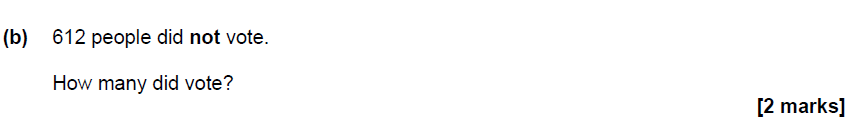 (b) 612 people did not vote.
How many did vote?
[2 marks]